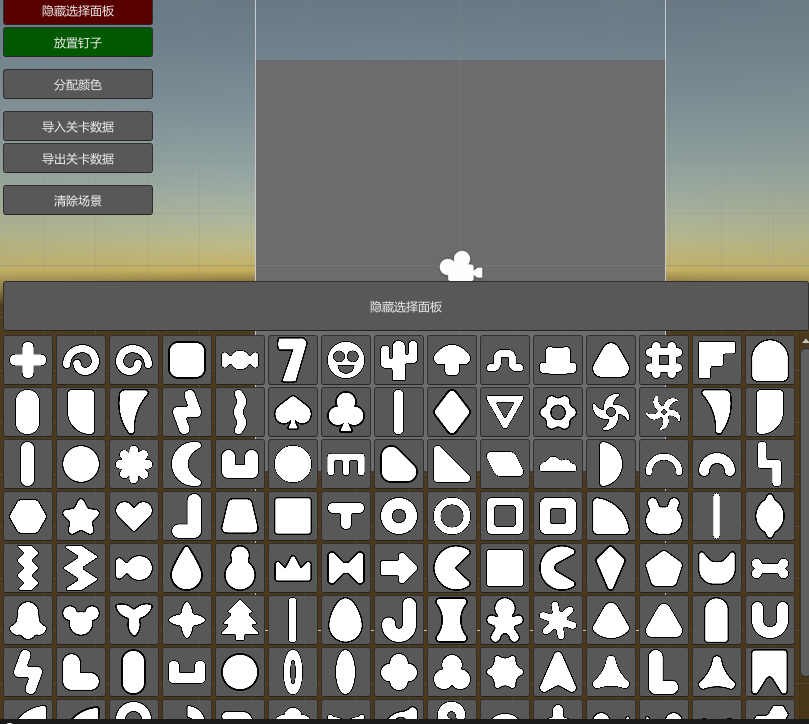 隐藏选择面板
放置钉子
分配颜色
导入关卡数据
导出关卡数据
清除场景
隐藏选择面板
7